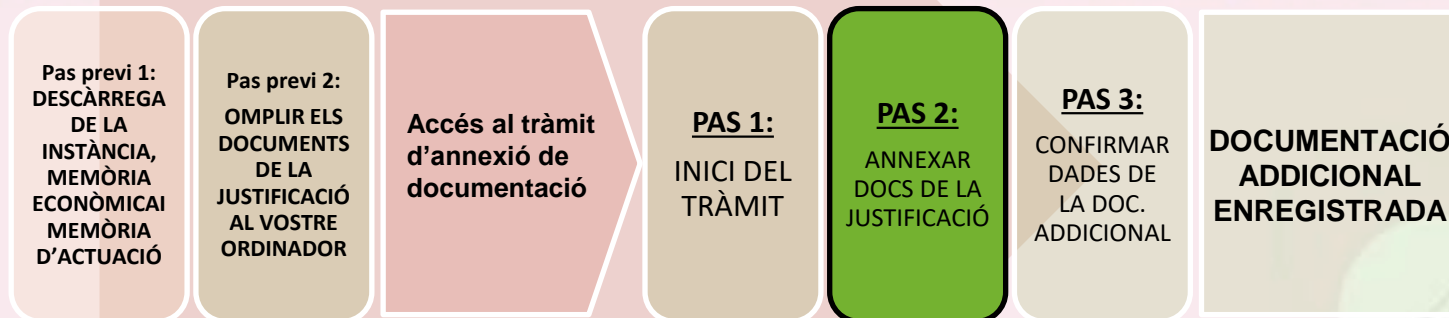 Pas previ 1:
DESCÀRREGA
DE LA
INSTÀNCIA,
MEMÒRIA
ECONÒMICAI
MEMÒRIA
D'ACTUACIÓ
Pas previ 2:
OMPLIR ELS
DOCUMENTS
DE LA
JUSTIFICACIÓ
AL VOSTRE
ORDINADOR
Accés al tràmit
d'annexió de
documentació
PAS 1:
INICI DEL
TRÀMIT
PAS 2:
ANNEXAR
DOCS DE LA
JUSTIFICACIÓ
PAS 3:
CONFIRMAR
DADES DE
LA DOC.
ADDICIONAL
DOCUMENTACIÓ
ADDICIONAL
ENREGISTRADA